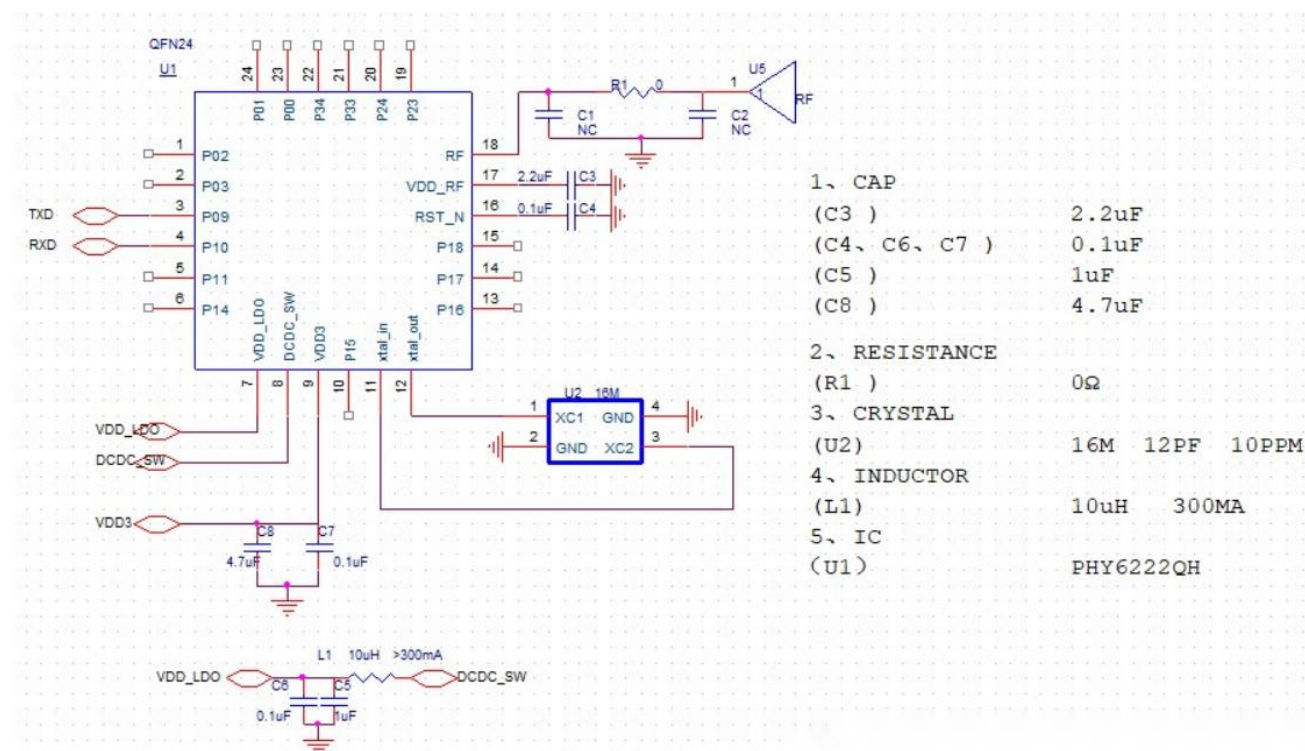 QFN24
U1
24
23
22
21
20
19
P01
P00
P34
P33
P24
P23
1
P02
2
P03
TXD
3
P09
RXD
4
P10
5
P11
6
P14
RF
18
VDD_RF
17
2.2uF
C3
RST_N
16
0.1uF
C4
P18
15
P17
14
P16
13
VDD_LDO
DCDC_SW
VDD3
P15
xtal_in
xtal_out
7
8
9
10
11
12
R1
0
C1
NC
C2
NC
1
U5
1
RF
U2 16M
1
XC1
GND
4
2
GND
XC2
3
VDD_LDO
DCDC_SW
VDD3
C8
4.7uF
C7
0.1uF
L1 10uH >300mA
VDD_LDO
DCDC_SW
C6
C5
0.1uF
1uF
1、CAP
(C3 ) 2.2uF
(C4、C6、C7 ) 0.1uF
(C5 ) 1uF
(C8 ) 4.7uF
2、RESISTANCE
(R1 ) 0Ω
3、CRYSTAL
(U2) 16M 12PF 10PPM
4、INDUCTOR
(L1) 10uH 300MA
5、IC
(U1) PHY6222QH